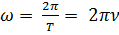 ω = 2π/T = 2πν